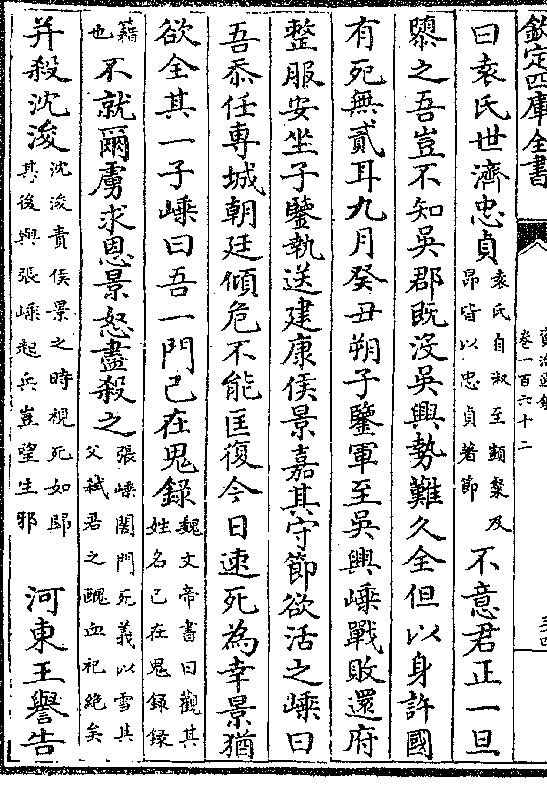 欽定四庫全書
資治通鑑
卷一百六十二
曰袁氏世濟忠貞袁氏自淑至顗粲及昂皆以忠貞著節不意君正一旦
隳之吾豈不知吳郡既没吳興勢難久全但以身許國
有死無貳耳九月癸丑朔子鑒軍至吳興嵊戰敗還府
整服安坐子鑒執送建康侯景嘉其守節欲活之嵊曰
吾忝任專城朝廷傾危不能匡復今日速死為幸景猶
欲全其一子嵊曰吾一門已在鬼錄魏文帝書曰觀其姓名已在鬼錄錄
籍也不就爾虜求恩景怒盡殺之張嵊闔門死義以雪其父弑君之醜血祀絶矣
并殺沈浚沈浚責侯景之時視死如歸其後與張嵊起兵豈望生邪河東王譽告